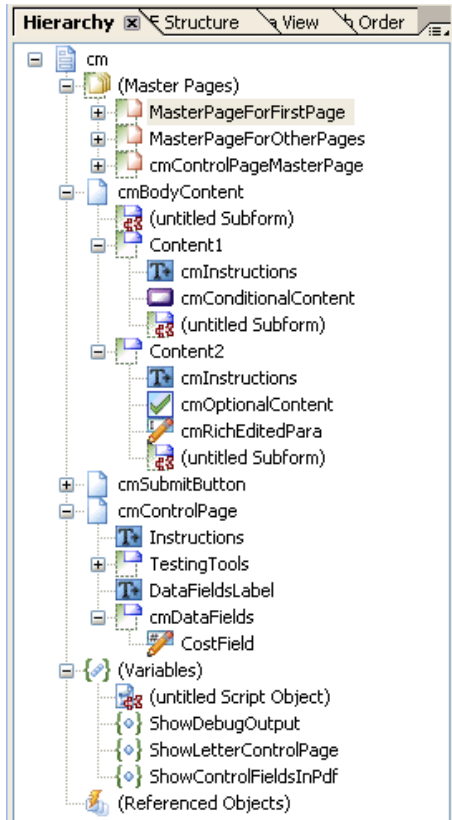 Hierarchy F Structure a View b Order
cm
(Master Pages)
MasterPageForFirstPage
MasterPageForOtherPages
cmControlPageMasterPage
cmBodyContent
(untitled Subform)
Content1
cmInstructions
cmConditionalContent
(untitled Subform)
Content2
cmInstructions
cmOptionalContent
cmRichEditedPara
(untitled Subform)
cmSubmitButton
cmControlPage
Instructions
TestingTools
DataFieldsLabel
cmDataFields
CostField
(Variables)
(untitled Script Object)
ShowDebugOutput
ShowLetterControlPage
ShowControlFieldsInPdf
(Referenced Objects)